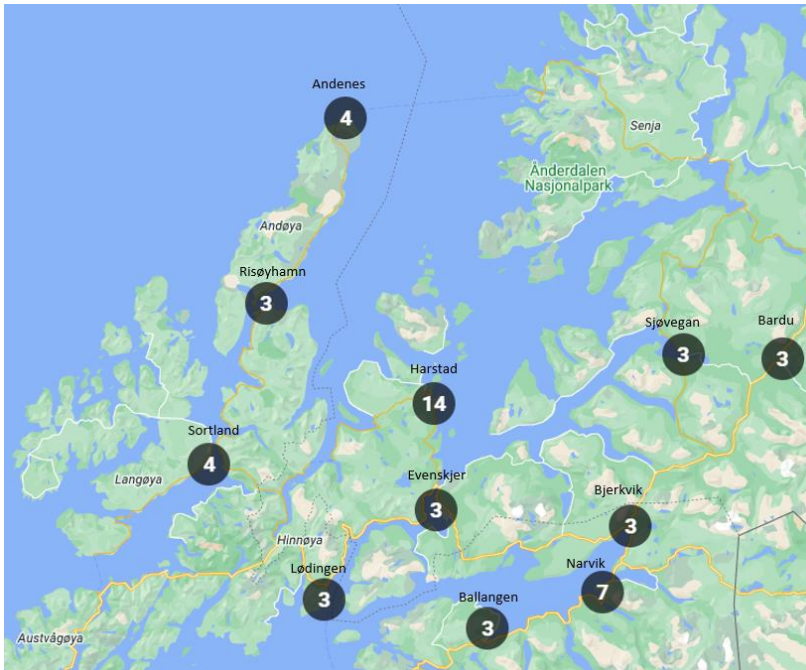 Andenes
4
Senja
Ånderdalen
Nasjonalpark
Andøya
Risøyhamn
3
Sjøvegan
3
Bardu
3
Harstad
14
Sortland
4
Langøya
Evenskjer
3
Bjerkvik
3
Hinnøya
Lødingen
3
Narvik
7
Ballangen
3
Austvågøya